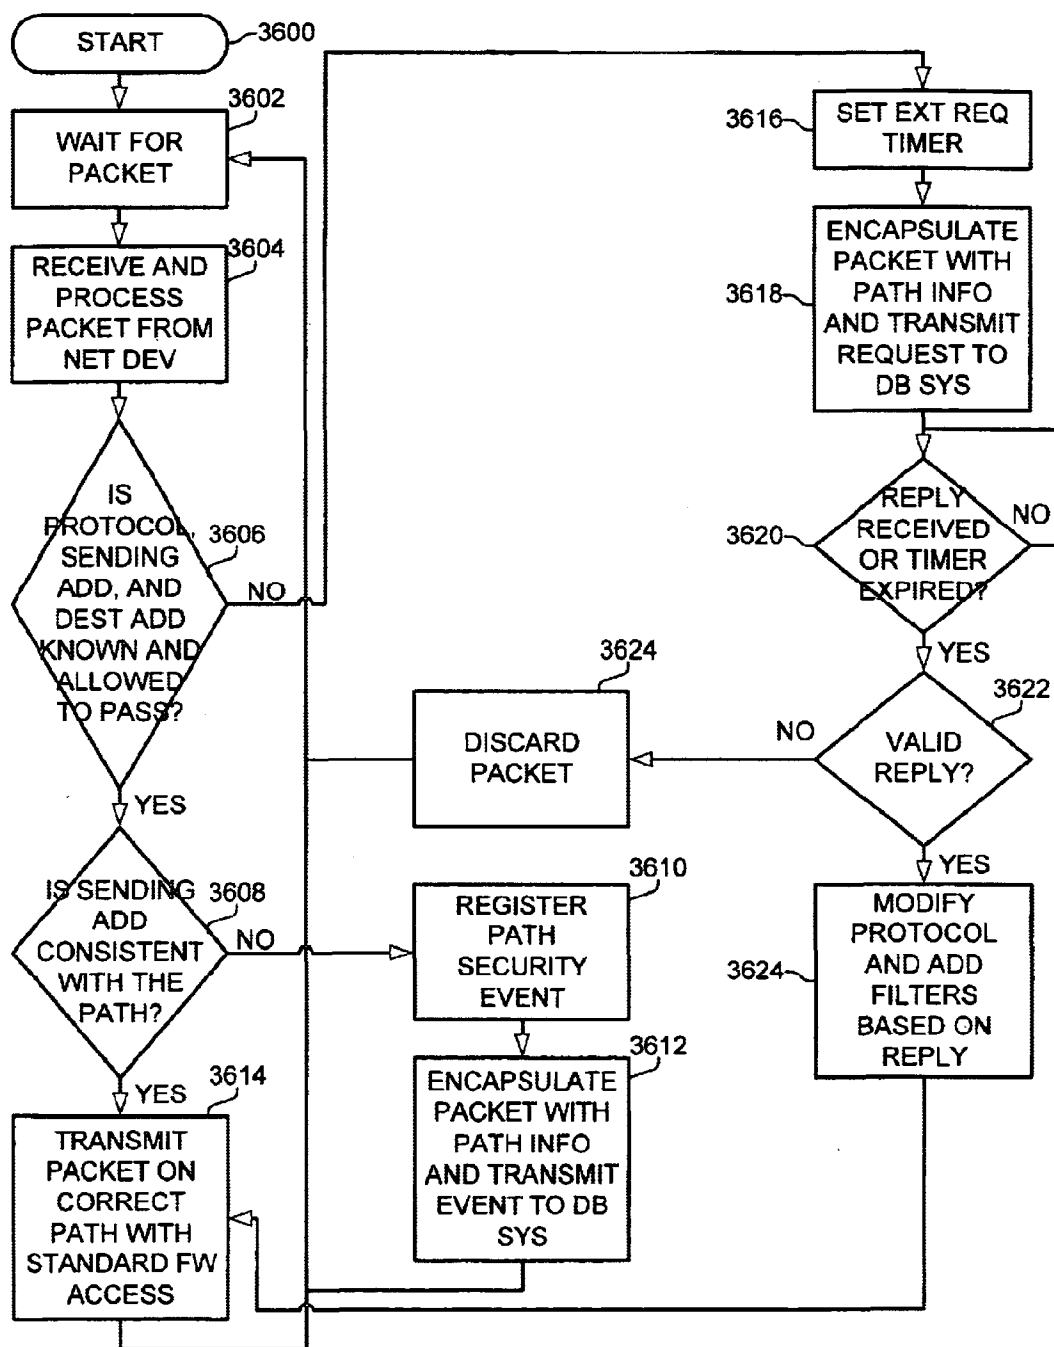 START
3600
3602
WAIT FOR
PACKET
3604
RECEIVE AND
PROCESS
PACKET FROM
NET DEV
IS
PROTOCOL,
SENDING
ADD, AND
DEST ADD
KNOWN AND
ALLOWED
TO PASS?
3606
NO
YES
IS SENDING
ADD
CONSISTENT
WITH THE
PATH?
3608
NO
YES
3614
TRANSMIT
PACKET ON
CORRECT
PATH WITH
STANDARD FW
ACCESS
3610
REGISTER
PATH
SECURITY
EVENT
3612
ENCAPSULATE
PACKET WITH
PATH INFO
AND TRANSMIT
EVENT TO DB
SYS
3616
SET EXT REQ
TIMER
3618
ENCAPSULATE
PACKET WITH
PATH INFO
AND TRANSMIT
REQUEST TO
DB SYS
3620
REPLY
RECEIVED
OR TIMER
EXPIRED?
NO
YES
3622
VALID
REPLY?
NO
3624
DISCARD
PACKET
YES
3624
MODIFY
PROTOCOL
AND ADD
FILTERS
BASED ON
REPLY